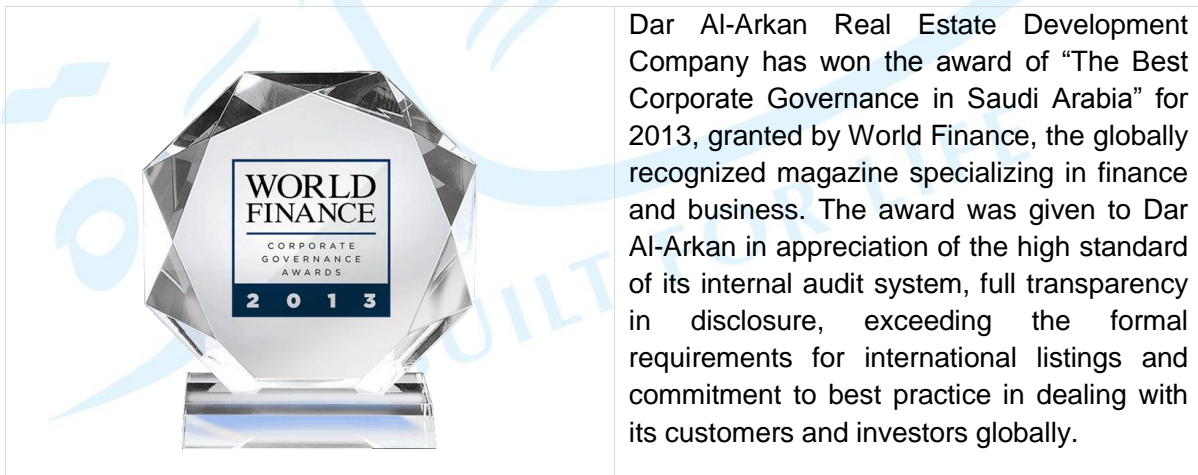 WORLD
FINANCE
CORPORATE
GOVERNANCE
AWARDS
2013
Dar Al-Arkan Real Estate Development
Company has won the award of “The Best
Corporate Governance in Saudi Arabia” for
2013, granted by World Finance, the globally
recognized magazine specializing in finance
and business. The award was given to Dar
Al-Arkan in appreciation of the high standard
of its internal audit system, full transparency
in disclosure, exceeding the formal
requirements for international listings and
commitment to best practice in dealing with
its customers and investors globally.
UILT FOR LIFE